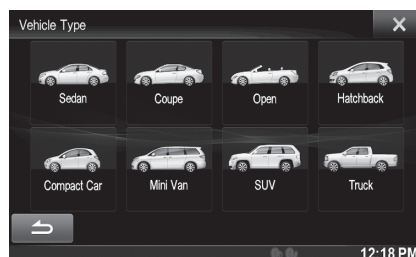 Vehicle Type
Sedan Coupe Open Hatchback
Compact Car Mini Van SUV Truck
12:18 PM